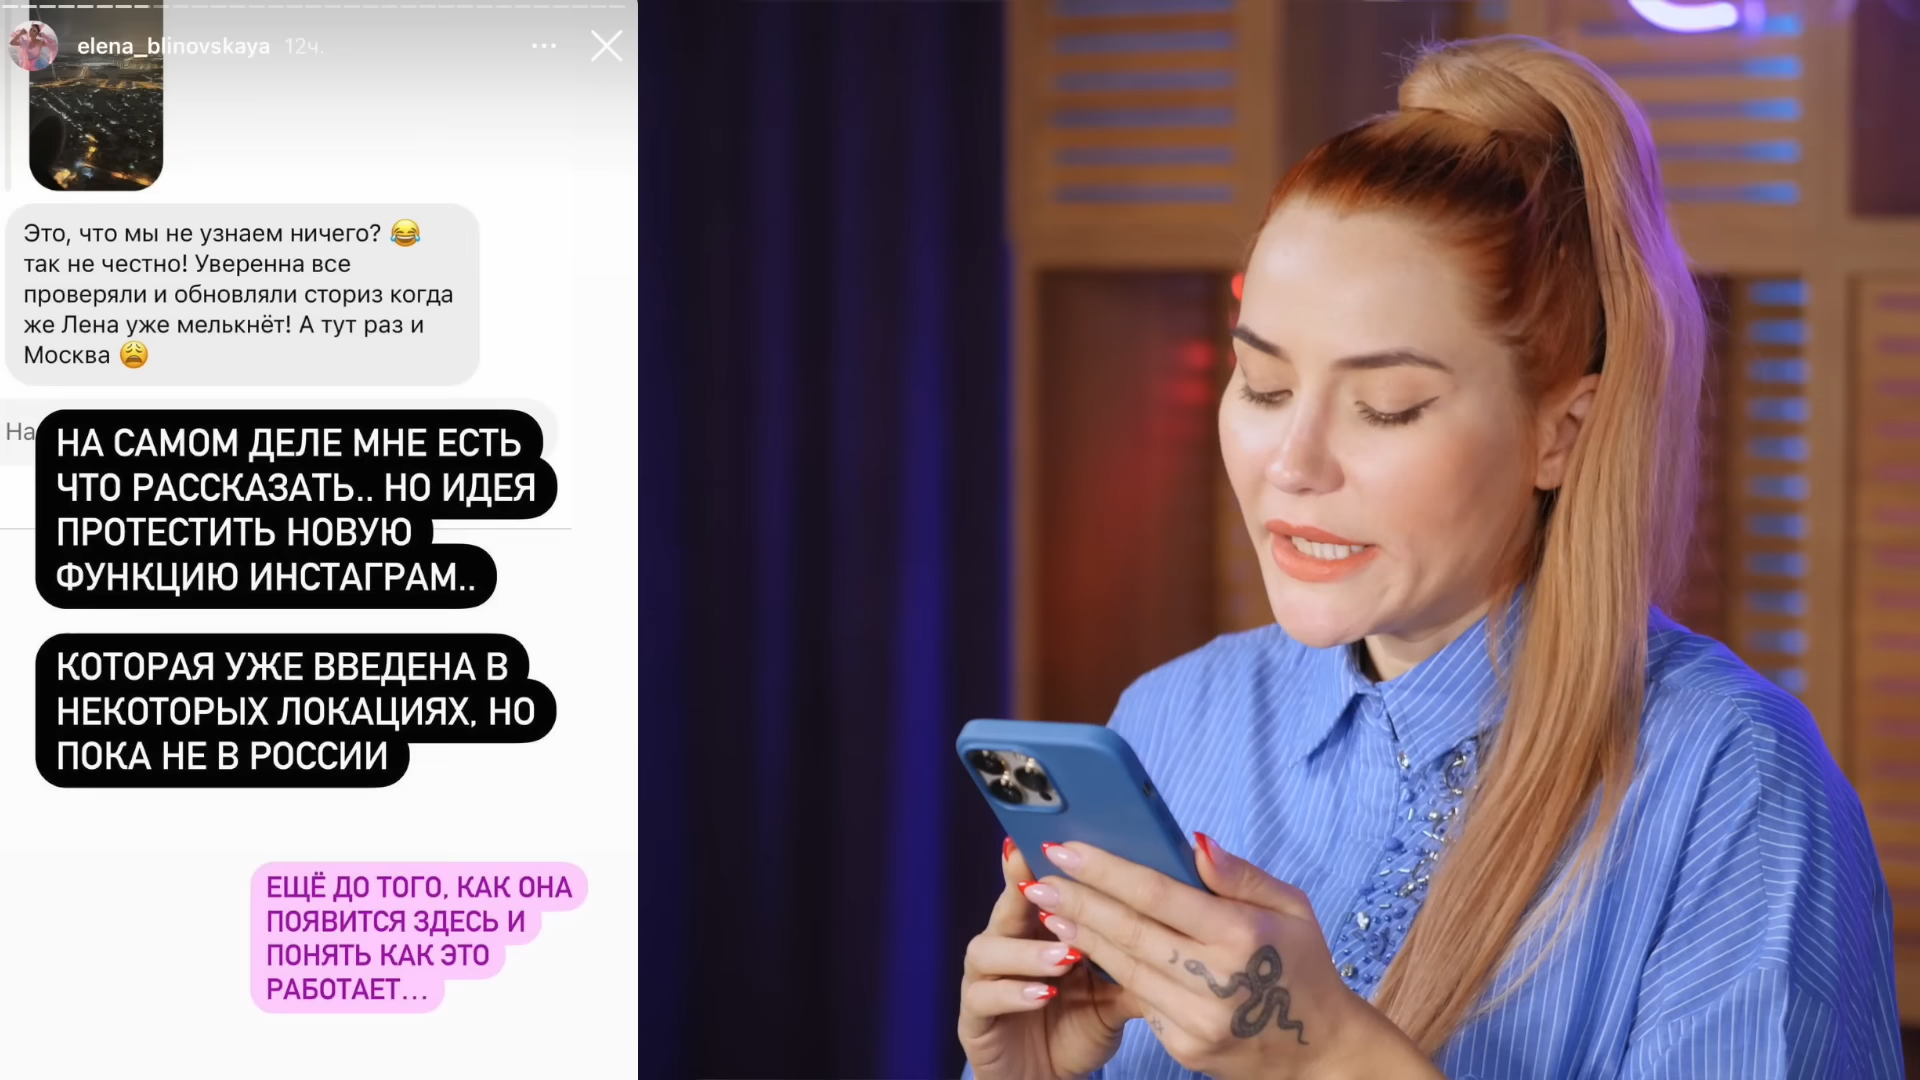 elena_blinovskaya 12ч.
Это, что мы не узнаем ничего? 😂
так не честно! Уверенна все
проверяли и обновляли сториз когда
же Лена уже мелькнёт! А тут раз и
Москва 😩
На
НА САМОМ ДЕЛЕ МНЕ ЕСТЬ
ЧТО РАССКАЗАТЬ.. НО ИДЕЯ
ПРОТЕСТИТЬ НОВУЮ
ФУНКЦИЮ ИНСТАГРАМ..
КОТОРАЯ УЖЕ ВВЕДЕНА В
НЕКОТОРЫХ ЛОКАЦИЯХ, НО
ПОКА НЕ В РОССИИ
ЕЩЁ ДО ТОГО, КАК ОНА
ПОЯВИТСЯ ЗДЕСЬ И
ПОНЯТЬ КАК ЭТО
РАБОТАЕТ...